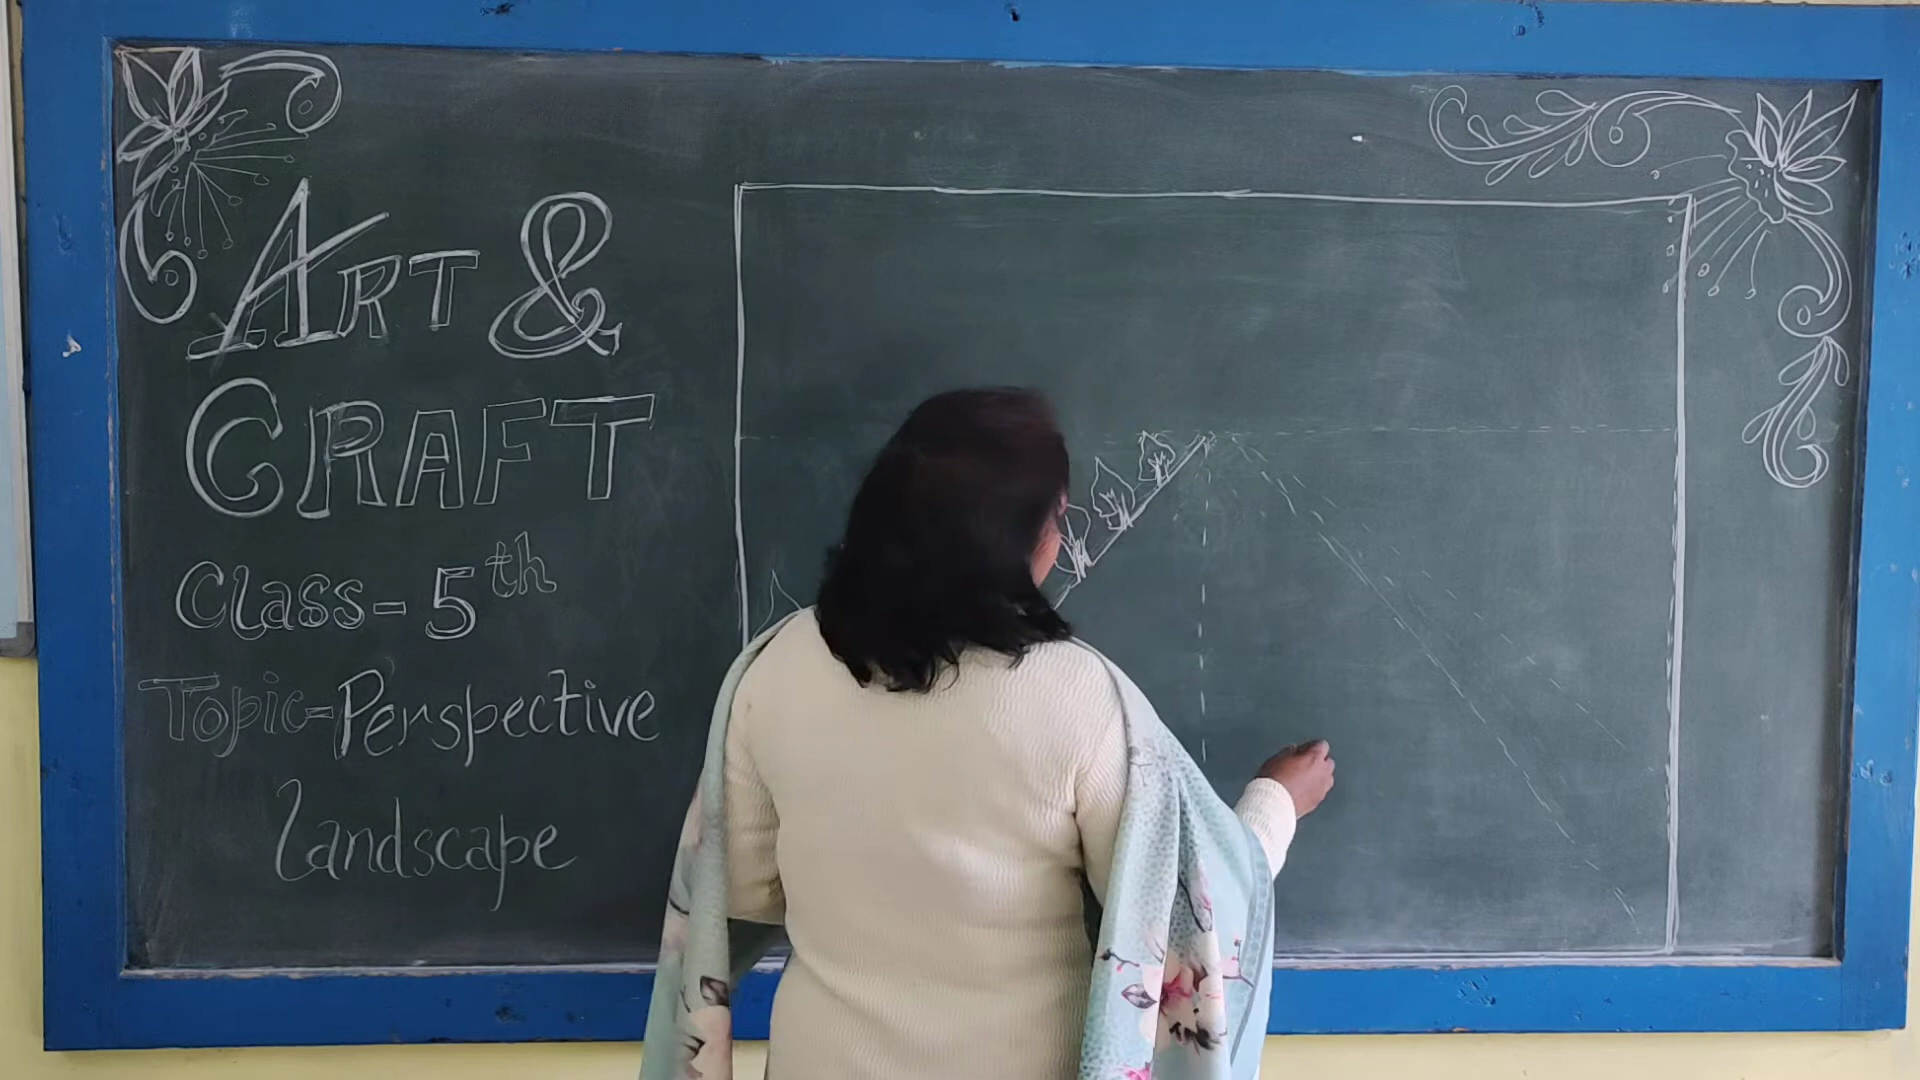 ART &
CRAFT
Class - 5th
Topic - Perspective
Landscape